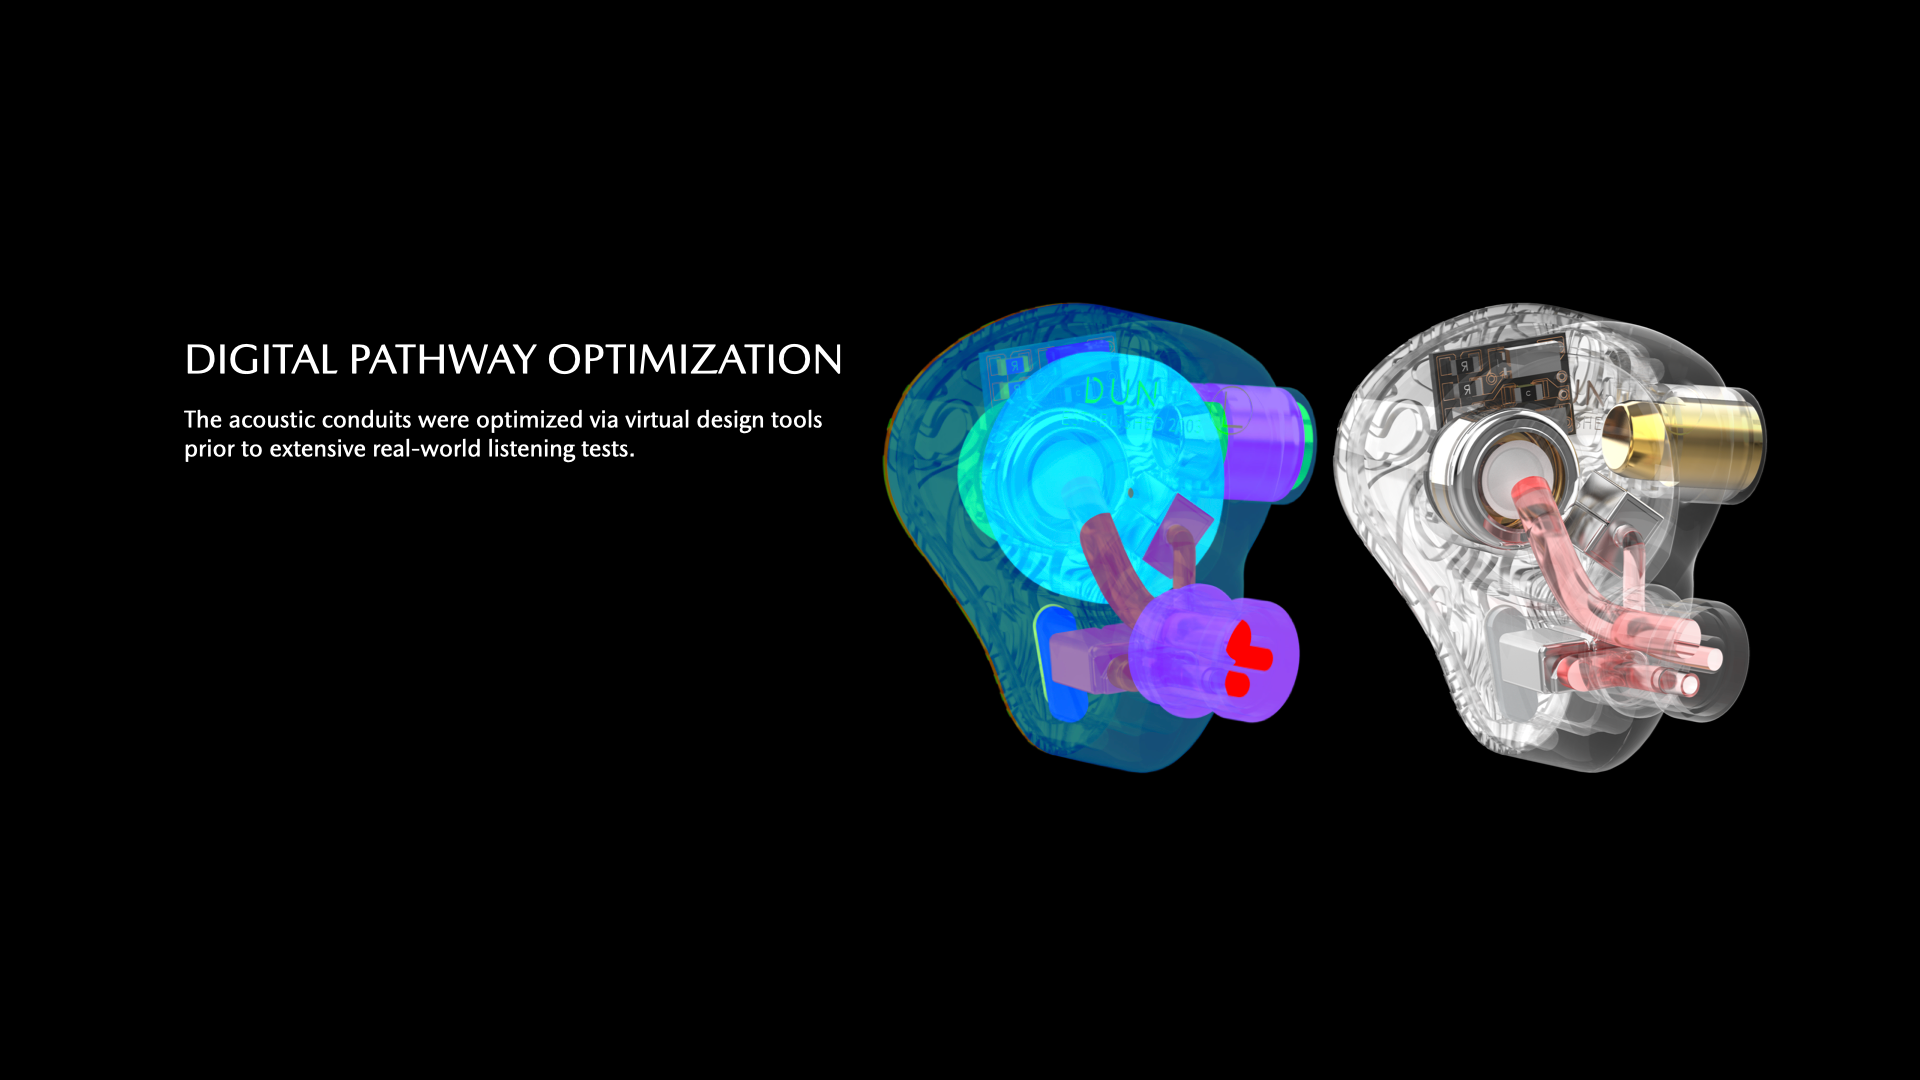 DIGITAL PATHWAY OPTIMIZATION
The acoustic conduits were optimized via virtual design tools
prior to extensive real-world listening tests.
DUN
R
R